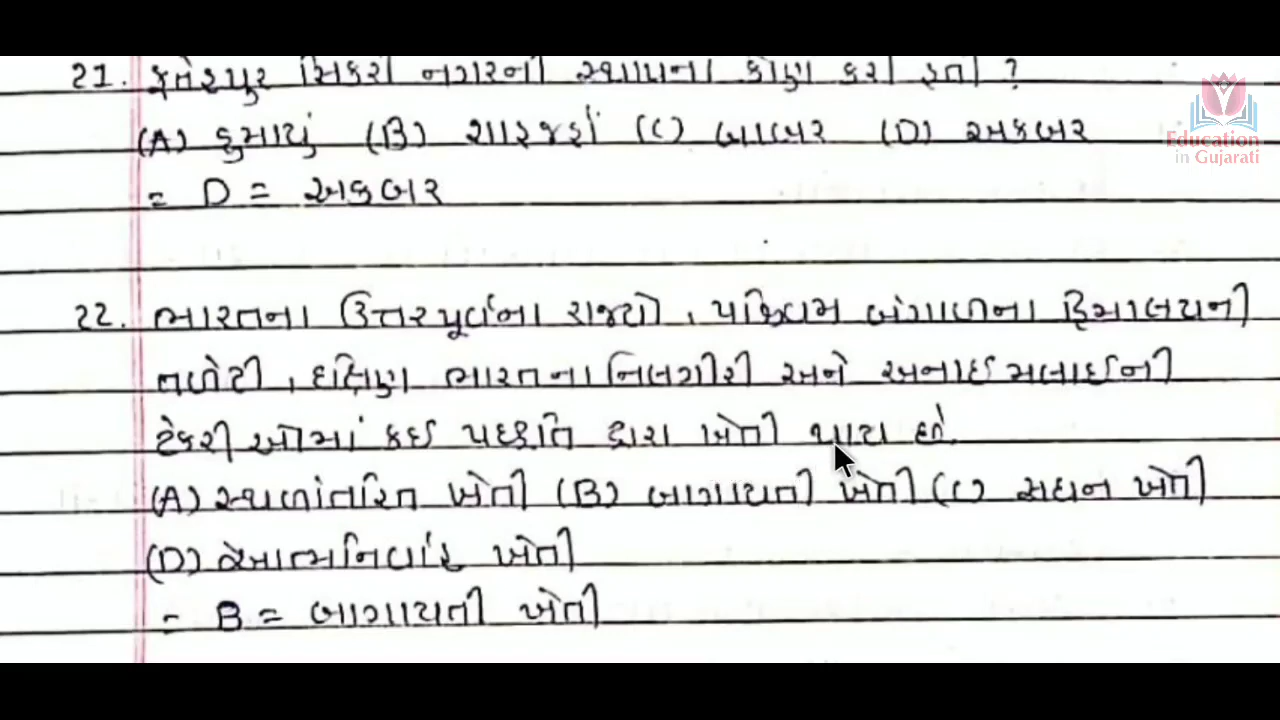 21. ફતેહપુર સિકરી નગરની સ્થાપના કોણે કરી હતી ?
(A) હુમાયું (B) શાહજહાં (C) બાબર (D) અકબર
= D = અકબર
22. ભારતના ઉત્તરપૂર્વના રાજ્યો, પશ્ચિમ બંગાળના હિમાલયની
તળેટી, દક્ષિણ ભારતના નિલગીરી અને અનાઈમલાઈની
ટેકરીઓમાં કઈ પદ્ધતિ દ્વારા ખેતી થાય છે.
(A) સ્થળાંતરિત ખેતી (B) બાગાયતી ખેતી (C) સઘન ખેતી
(D) આત્મનિર્વાહ ખેતી
= B = બાગાયતી ખેતી
Education
in Gujarati